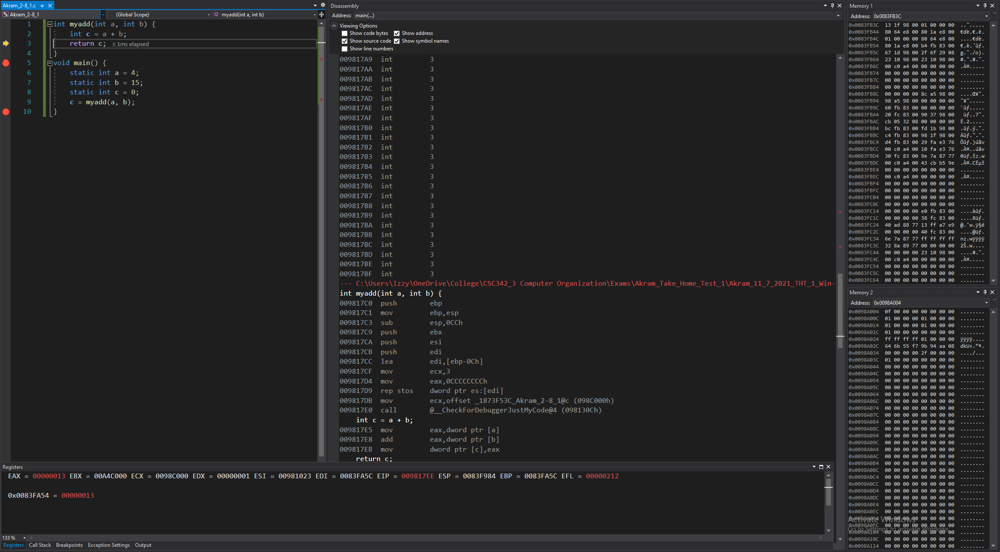 Akram_2-8_1.c
Akram_2-8_1 (Global Scope) myadd(int a, int b)
1 int myadd(int a, int b) {
2 int c = a + b;
3 return c; ≤ 1ms elapsed
4 }
5 void main() {
6 static int a = 4;
7 static int b = 15;
8 static int c = 0;
9 c = myadd(a, b);
10 }
Disassembly
Address: main(...)
Viewing Options
Show code bytes Show address
Show source code Show symbol names
Show line numbers
009817A9 int 3
009817AA int 3
009817AB int 3
009817AC int 3
009817AD int 3
009817AE int 3
009817AF int 3
009817B0 int 3
009817B1 int 3
009817B2 int 3
009817B3 int 3
009817B4 int 3
009817B5 int 3
009817B6 int 3
009817B7 int 3
009817B8 int 3
009817B9 int 3
009817BA int 3
009817BB int 3
009817BC int 3
009817BD int 3
009817BE int 3
009817BF int 3
--- C:\Users\Izzy\OneDrive\College\CSC342_3 Computer Organization\Exams\Akram_Take_Home_Test_1\Akram_11_7_2021_THT_1_Win-
int myadd(int a, int b) {
009817C0 push ebp
009817C1 mov ebp,esp
009817C3 sub esp,0CCh
009817C9 push ebx
009817CA push esi
009817CB push edi
009817CC lea edi,[ebp-0Ch]
009817CF mov ecx,3
009817D4 mov eax,0CCCCCCCCh
009817D9 rep stos dword ptr es:[edi]
009817DB mov ecx,offset _1873F53C_Akram_2-8_1@c (098C000h)
009817E0 call @__CheckForDebuggerJustMyCode@4 (098130Ch)
int c = a + b;
009817E5 mov eax,dword ptr [a]
009817E8 add eax,dword ptr [b]
009817EB mov dword ptr [c],eax
return c;
Memory 1
Address: 0x0083FB3C
0x0083FB3C 13 1f 98 00 01 00 00 00 ..˜.....
0x0083FB44 80 64 e8 00 80 1a e8 00 €dè.€.è.
0x0083FB4C 01 00 00 00 80 64 e8 00 ....€dè.
0x0083FB54 80 1a e8 00 b4 fb 83 00 €.è.´ûƒ.
0x0083FB5C 67 1d 98 00 2f 6f 29 08 g.˜./o).
0x0083FB64 23 10 98 00 23 10 98 00 #.˜.#.˜.
0x0083FB6C 00 c0 a4 00 00 00 00 00 .À¤.....
0x0083FB74 00 00 00 00 00 00 00 00 ........
0x0083FB7C 00 00 00 00 00 00 00 00 ........
0x0083FB84 00 00 00 00 00 00 00 00 ........
0x0083FB8C 00 00 00 00 8c a5 98 00 ....Œ¥˜.
0x0083FB94 98 a5 98 00 00 00 00 00 ˜¥˜.....
0x0083FB9C 60 fb 83 00 00 00 00 00 `ûƒ.....
0x0083FBA4 20 fc 83 00 90 37 98 00 üƒ..7˜.
0x0083FBAC cb 05 32 08 00 00 00 00 Ë.2.....
0x0083FBB4 bc fb 83 00 fd 1b 98 00 .ûƒ.ý.˜.
0x0083FBBC c4 fb 83 00 98 1f 98 00 Äûƒ.˜.˜.
0x0083FBC4 d4 fb 83 00 29 fa e3 76 Ôûƒ.)úãv
0x0083FBCC 00 c0 a4 00 10 fa e3 76 .À¤..úãv
0x0083FBD4 30 fc 83 00 9e 7a 87 77 0üƒ.žz.w
0x0083FBDC 00 c0 a4 00 43 cb b5 9e .À¤.CËµž
0x0083FBE4 00 00 00 00 00 00 00 00 ........
0x0083FBEC 00 c0 a4 00 00 00 00 00 .À¤.....
0x0083FBF4 00 00 00 00 00 00 00 00 ........
0x0083FBFC 00 00 00 00 00 00 00 00 ........
0x0083FC04 00 00 00 00 00 00 00 00 ........
0x0083FC0C 00 00 00 00 00 00 00 00 ........
0x0083FC14 00 00 00 00 e0 fb 83 00 ....àûƒ.
0x0083FC1C 00 00 00 00 38 fc 83 00 ....8üƒ.
0x0083FC24 40 ad 88 77 13 ff a7 e9 @.ˆw.ÿ§é
0x0083FC2C 00 00 00 00 40 fc 83 00 ....@üƒ.
0x0083FC34 6e 7a 87 77 ff ff ff ff nz.wÿÿÿÿ
0x0083FC3C 32 8a 89 77 00 00 00 00 2Š.w....
0x0083FC44 00 00 00 00 23 10 98 00 ....#.˜.
0x0083FC4C 00 c0 a4 00 00 00 00 00 .À¤.....
0x0083FC54 00 00 00 00 00 00 00 00 ........
0x0083FC5C 00 00 00 00 00 00 00 00 ........
0x0083FC64 00 00 00 00 00 00 00 00 ........
Memory 2
Address: 0x0098A004
0x0098A004 0f 00 00 00 00 00 00 00 ........
0x0098A00C 01 00 00 00 01 00 00 00 ........
0x0098A014 01 00 00 00 00 00 00 00 ........
0x0098A01C 01 00 00 00 00 00 00 00 ........
0x0098A024 ff ff ff ff 01 00 00 00 ÿÿÿÿ....
0x0098A02C 64 6b 55 f7 9b 94 aa 08 dkU÷.”ª.
0x0098A034 00 00 00 00 2f 00 00 00 ..../...
0x0098A03C 01 00 00 00 00 00 00 00 ........
0x0098A044 00 00 00 00 00 00 00 00 ........
0x0098A04C 00 00 00 00 00 00 00 00 ........
0x0098A054 00 00 00 00 00 00 00 00 ........
0x0098A05C 00 00 00 00 00 00 00 00 ........
0x0098A064 00 00 00 00 00 00 00 00 ........
0x0098A06C 00 00 00 00 00 00 00 00 ........
0x0098A074 00 00 00 00 00 00 00 00 ........
0x0098A07C 00 00 00 00 00 00 00 00 ........
0x0098A084 00 00 00 00 00 00 00 00 ........
0x0098A08C 00 00 00 00 00 00 00 00 ........
0x0098A094 00 00 00 00 00 00 00 00 ........
0x0098A09C 00 00 00 00 00 00 00 00 ........
0x0098A0A4 00 00 00 00 00 00 00 00 ........
0x0098A0AC 00 00 00 00 00 00 00 00 ........
0x0098A0B4 00 00 00 00 00 00 00 00 ........
0x0098A0BC 00 00 00 00 00 00 00 00 ........
0x0098A0C4 00 00 00 00 00 00 00 00 ........
0x0098A0CC 00 00 00 00 00 00 00 00 ........
0x0098A0D4 00 00 00 00 00 00 00 00 ........
0x0098A0DC 00 00 00 00 00 00 00 00 ........
0x0098A0E4 00 00 00 00 00 00 00 00 ........
0x0098A0EC 00 00 00 00 00 00 00 00 ........
0x0098A0F4 00 00 00 00 00 00 00 00 ........
0x0098A0FC 00 00 00 00 00 00 00 00 ........
0x0098A104 00 00 00 00 00 00 00 00 ........
0x0098A10C 00 00 00 00 00 00 00 00 ........
0x0098A114 00 00 00 00 00 00 00 00 ........
Activate Windows
Go to Settings to activate Windows.
Registers
EAX = 00000013 EBX = 00A4C000 ECX = 0098C000 EDX = 00000001 ESI = 00981023 EDI = 0083FA5C EIP = 009817EE ESP = 0083F984 EBP = 0083FA5C EFL = 00000212
0x0083FA54 = 00000013
133 %
Registers Call Stack Breakpoints Exception Settings Output